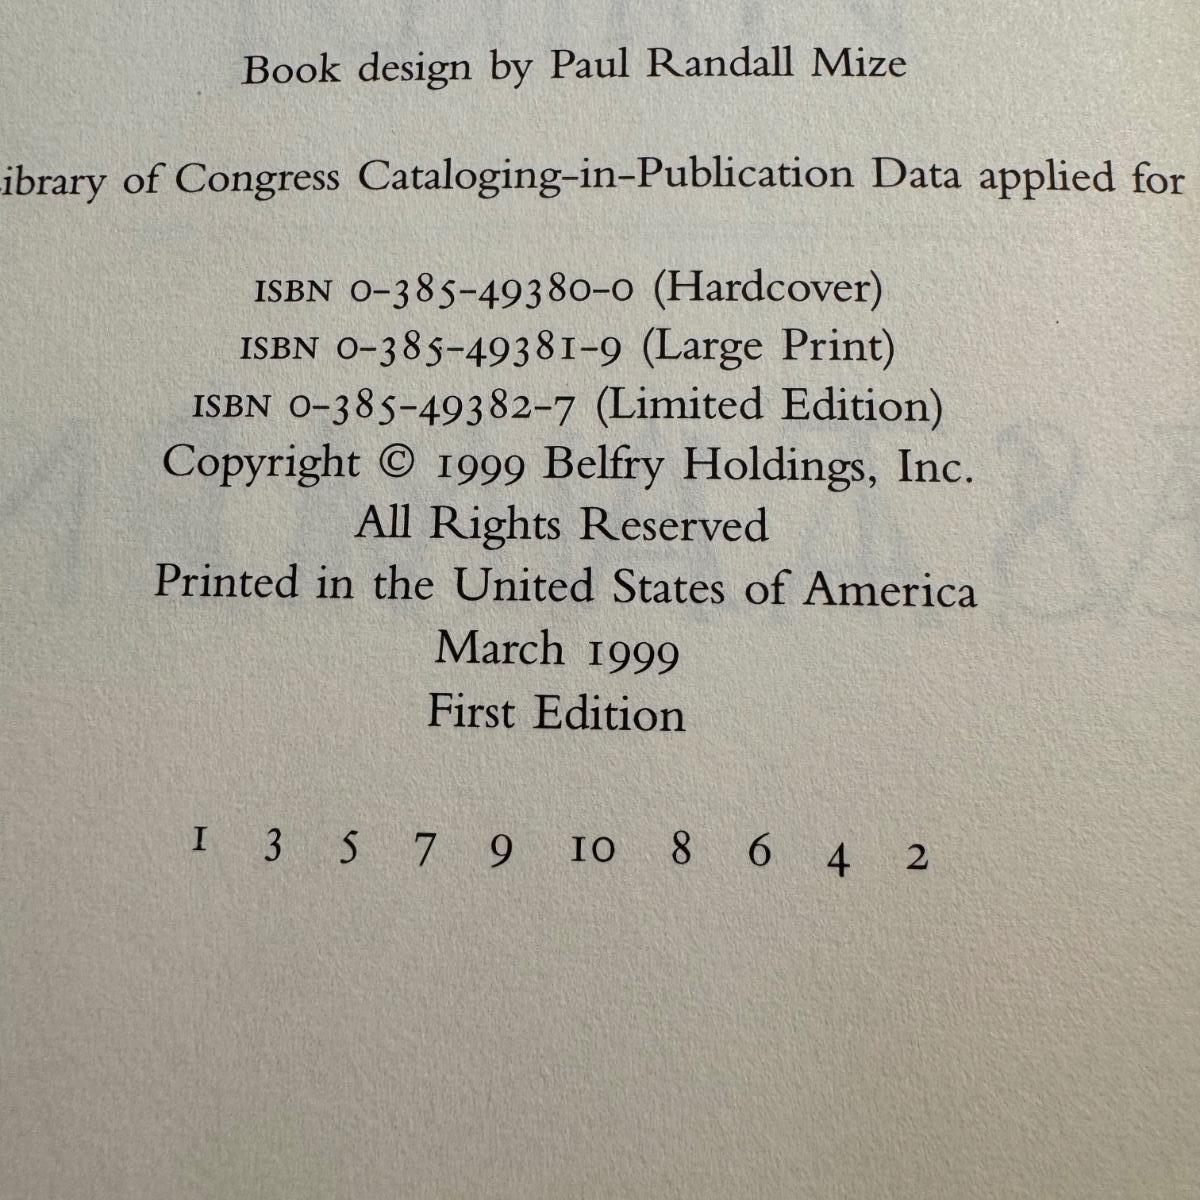 Book design by Paul Randall Mize
ibrary of Congress Cataloging-in-Publication Data applied for
ISBN 0-385-49380-0 (Hardcover)
ISBN 0-385-49381-9 (Large Print)
ISBN 0-385-49382-7 (Limited Edition)
Copyright © 1999 Belfry Holdings, Inc.
All Rights Reserved
Printed in the United States of America
March 1999
First Edition
1 3 5 7 9 10 8 6 4 2